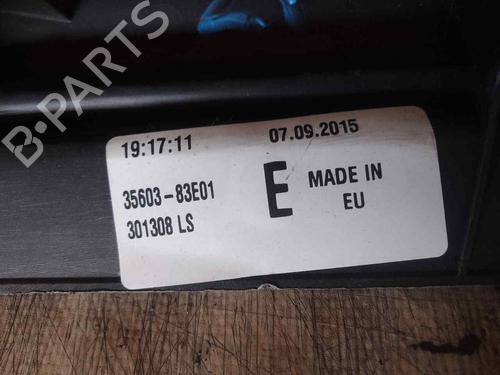 B-PARTS
19:17:11 07.09.2015
35603-83E01 E MADE IN
301308 LS EU